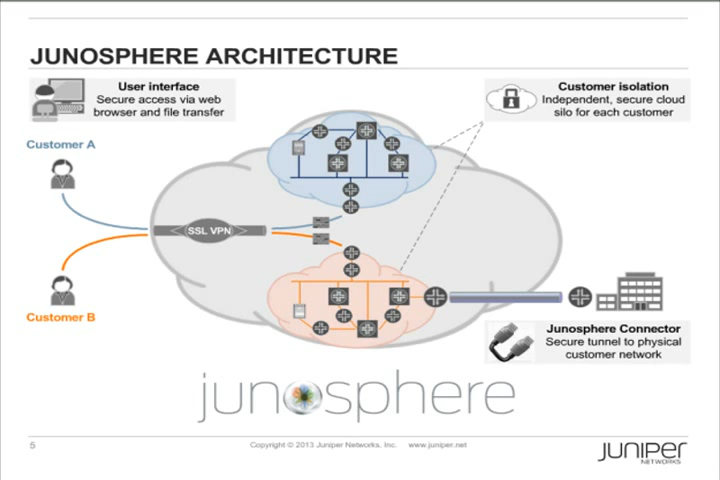 JUNOSPHERE ARCHITECTURE
User interface
Secure access via web
browser and file transfer
Customer isolation
Independent, secure cloud
silo for each customer
Customer A
SSL VPN
Customer B
Junosphere Connector
Secure tunnel to physical
customer network
junosphere
5
Copyright © 2013 Juniper Networks, Inc. www.juniper.net
JUNIPER
NETWORKS